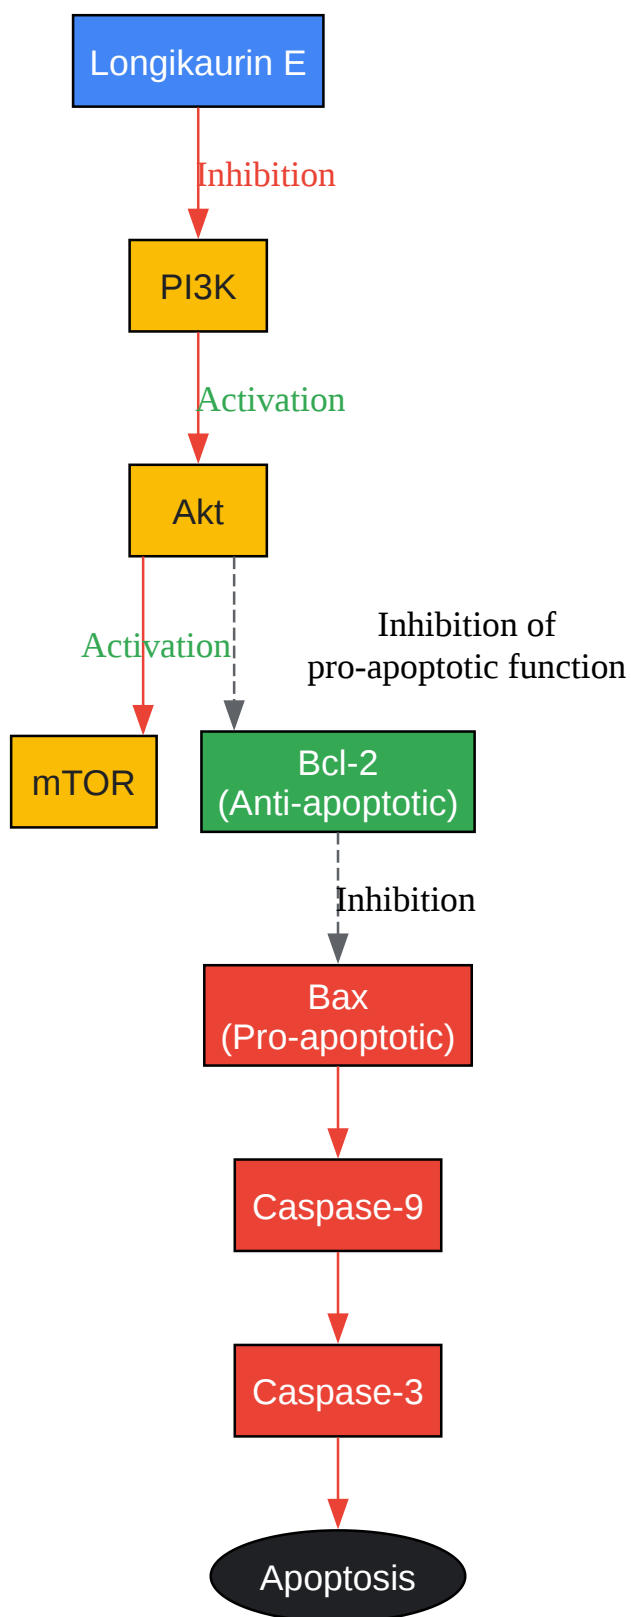 Longikaurin E
Inhibition
PI3K
Activation
Akt
Activation
Inhibition of
pro-apoptotic function
mTOR
Bcl-2
(Anti-apoptotic)
Inhibition
Bax
(Pro-apoptotic)
Caspase-9
Caspase-3
Apoptosis